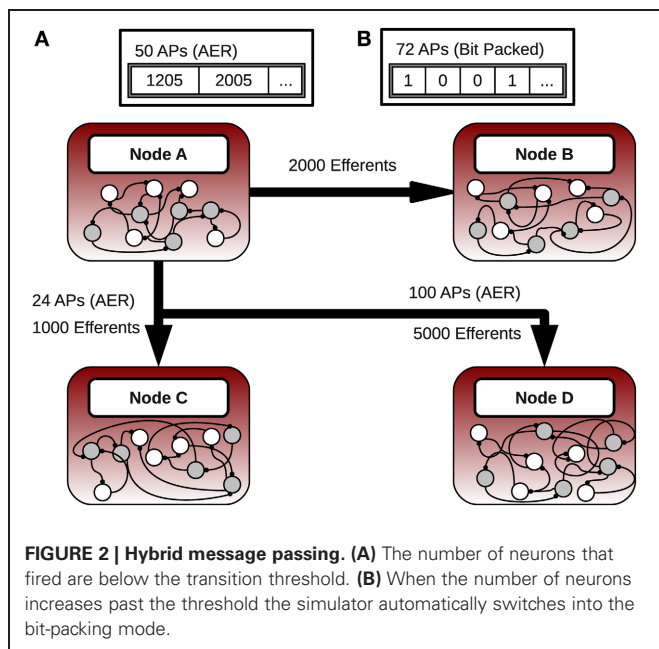 A
50 APs (AER)
1205 2005 ...
B
72 APs (Bit Packed)
1 0 0 1 ...
Node A
2000 Efferents
Node B
24 APs (AER)
1000 Efferents
100 APs (AER)
5000 Efferents
Node C
Node D
FIGURE 2 | Hybrid message passing. (A) The number of neurons that
fired are below the transition threshold. (B) When the number of neurons
increases past the threshold the simulator automatically switches into the
bit-packing mode.